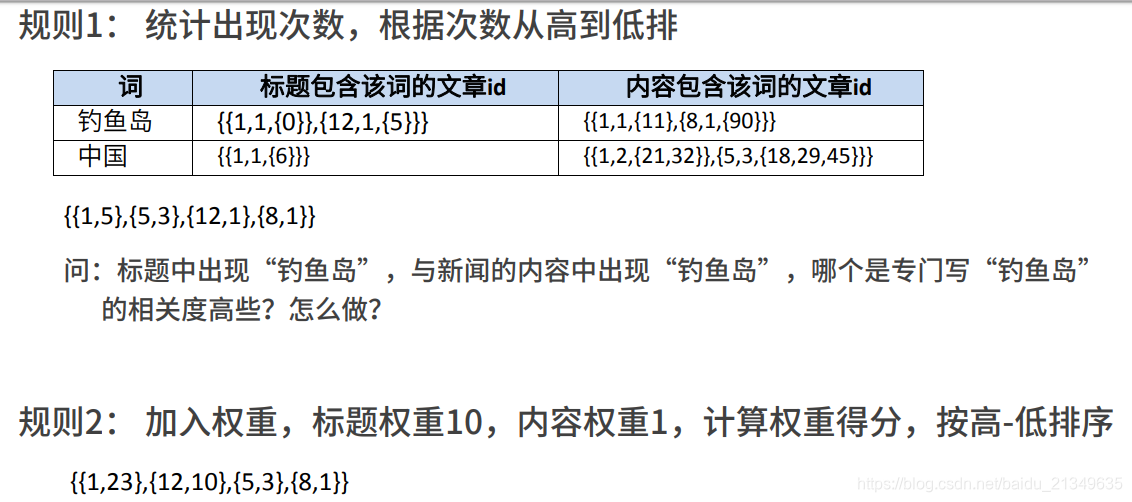 规则1： 统计出现次数，根据次数从高到低排
词 标题包含该词的文章id 内容包含该词的文章id
钓鱼岛 {{1,1,{0}},{12,1,{5}}} {{1,1,{11},{8,1,{90}}}
中国 {{1,1,{6}}} {{1,2,{21,32}},{5,3,{18,29,45}}}
{{1,5},{5,3},{12,1},{8,1}}
问：标题中出现“钓鱼岛”，与新闻的内容中出现“钓鱼岛”，哪个是专门写“钓鱼岛”
的相关度高些？怎么做？
规则2： 加入权重，标题权重10，内容权重1，计算权重得分，按高-低排序
{{1,23},{12,10},{5,3},{8,1}}
https://blog.csdn.net/baidu_21349635